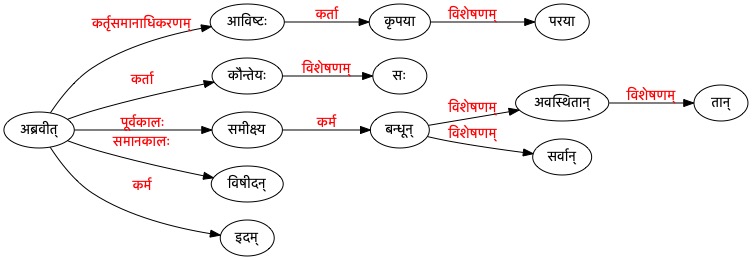 कर्तृसमानाधिकरणम् आविष्टः कर्ता कृपया विशेषणम् परया
कर्ता कौन्तेयः विशेषणम् सः
अवस्थितान् विशेषणम् तान्
अब्रवीत् पूर्वकालः समीक्ष्य कर्म बन्धून् विशेषणम्
विशेषणम् सर्वान्
समानकालः विषीदन्
कर्म इदम्